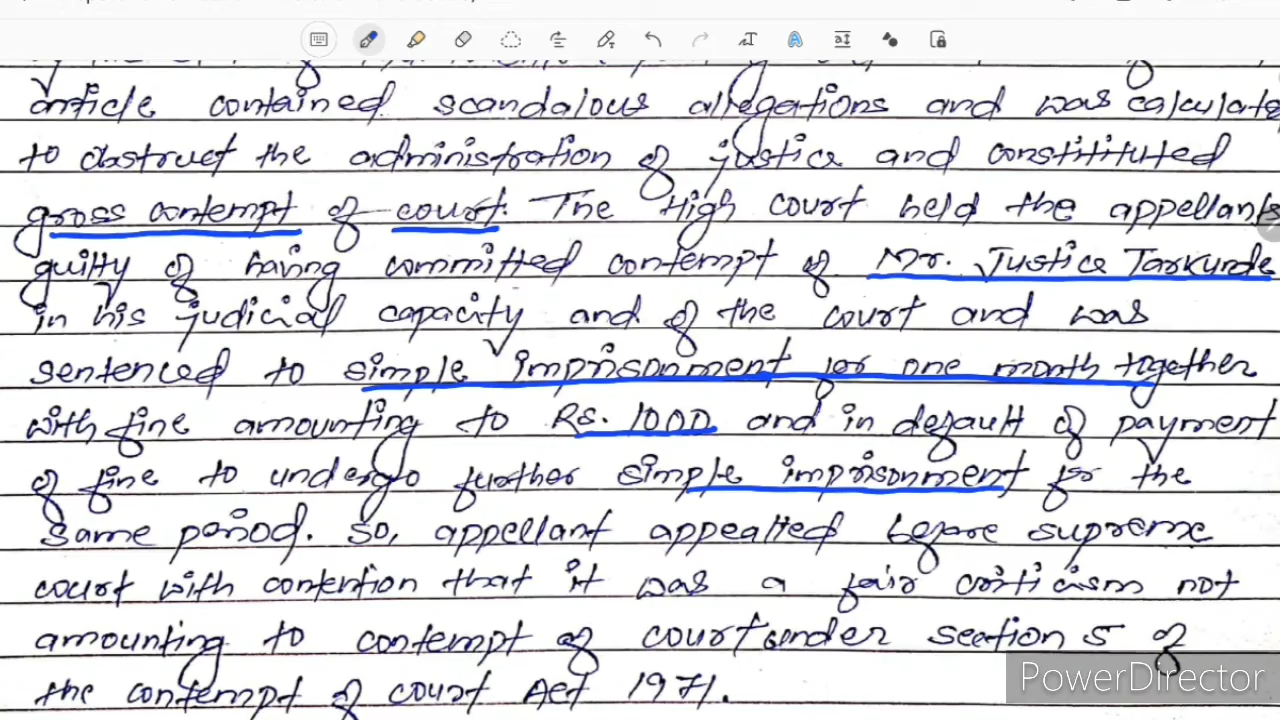 article contained scandalous allegations and was calculate
to obstruct the administration of justice and constituted
gross contempt of court. The High court held the appellants
guilty of having committed contempt of Mr. Justice Tarkunde
in his judicial capacity and of the court and was
sentenced to simple imprisonment for one month together
with fine amounting to Rs. 1000 and in default of payment
of fine to undergo further simple imprisonment for the
same period. So, appellant appealted before supreme
court with contention that it was a fair criticism not
amounting to contempt of court under section 5 of
the contempt of court Act 1971.
PowerDirector